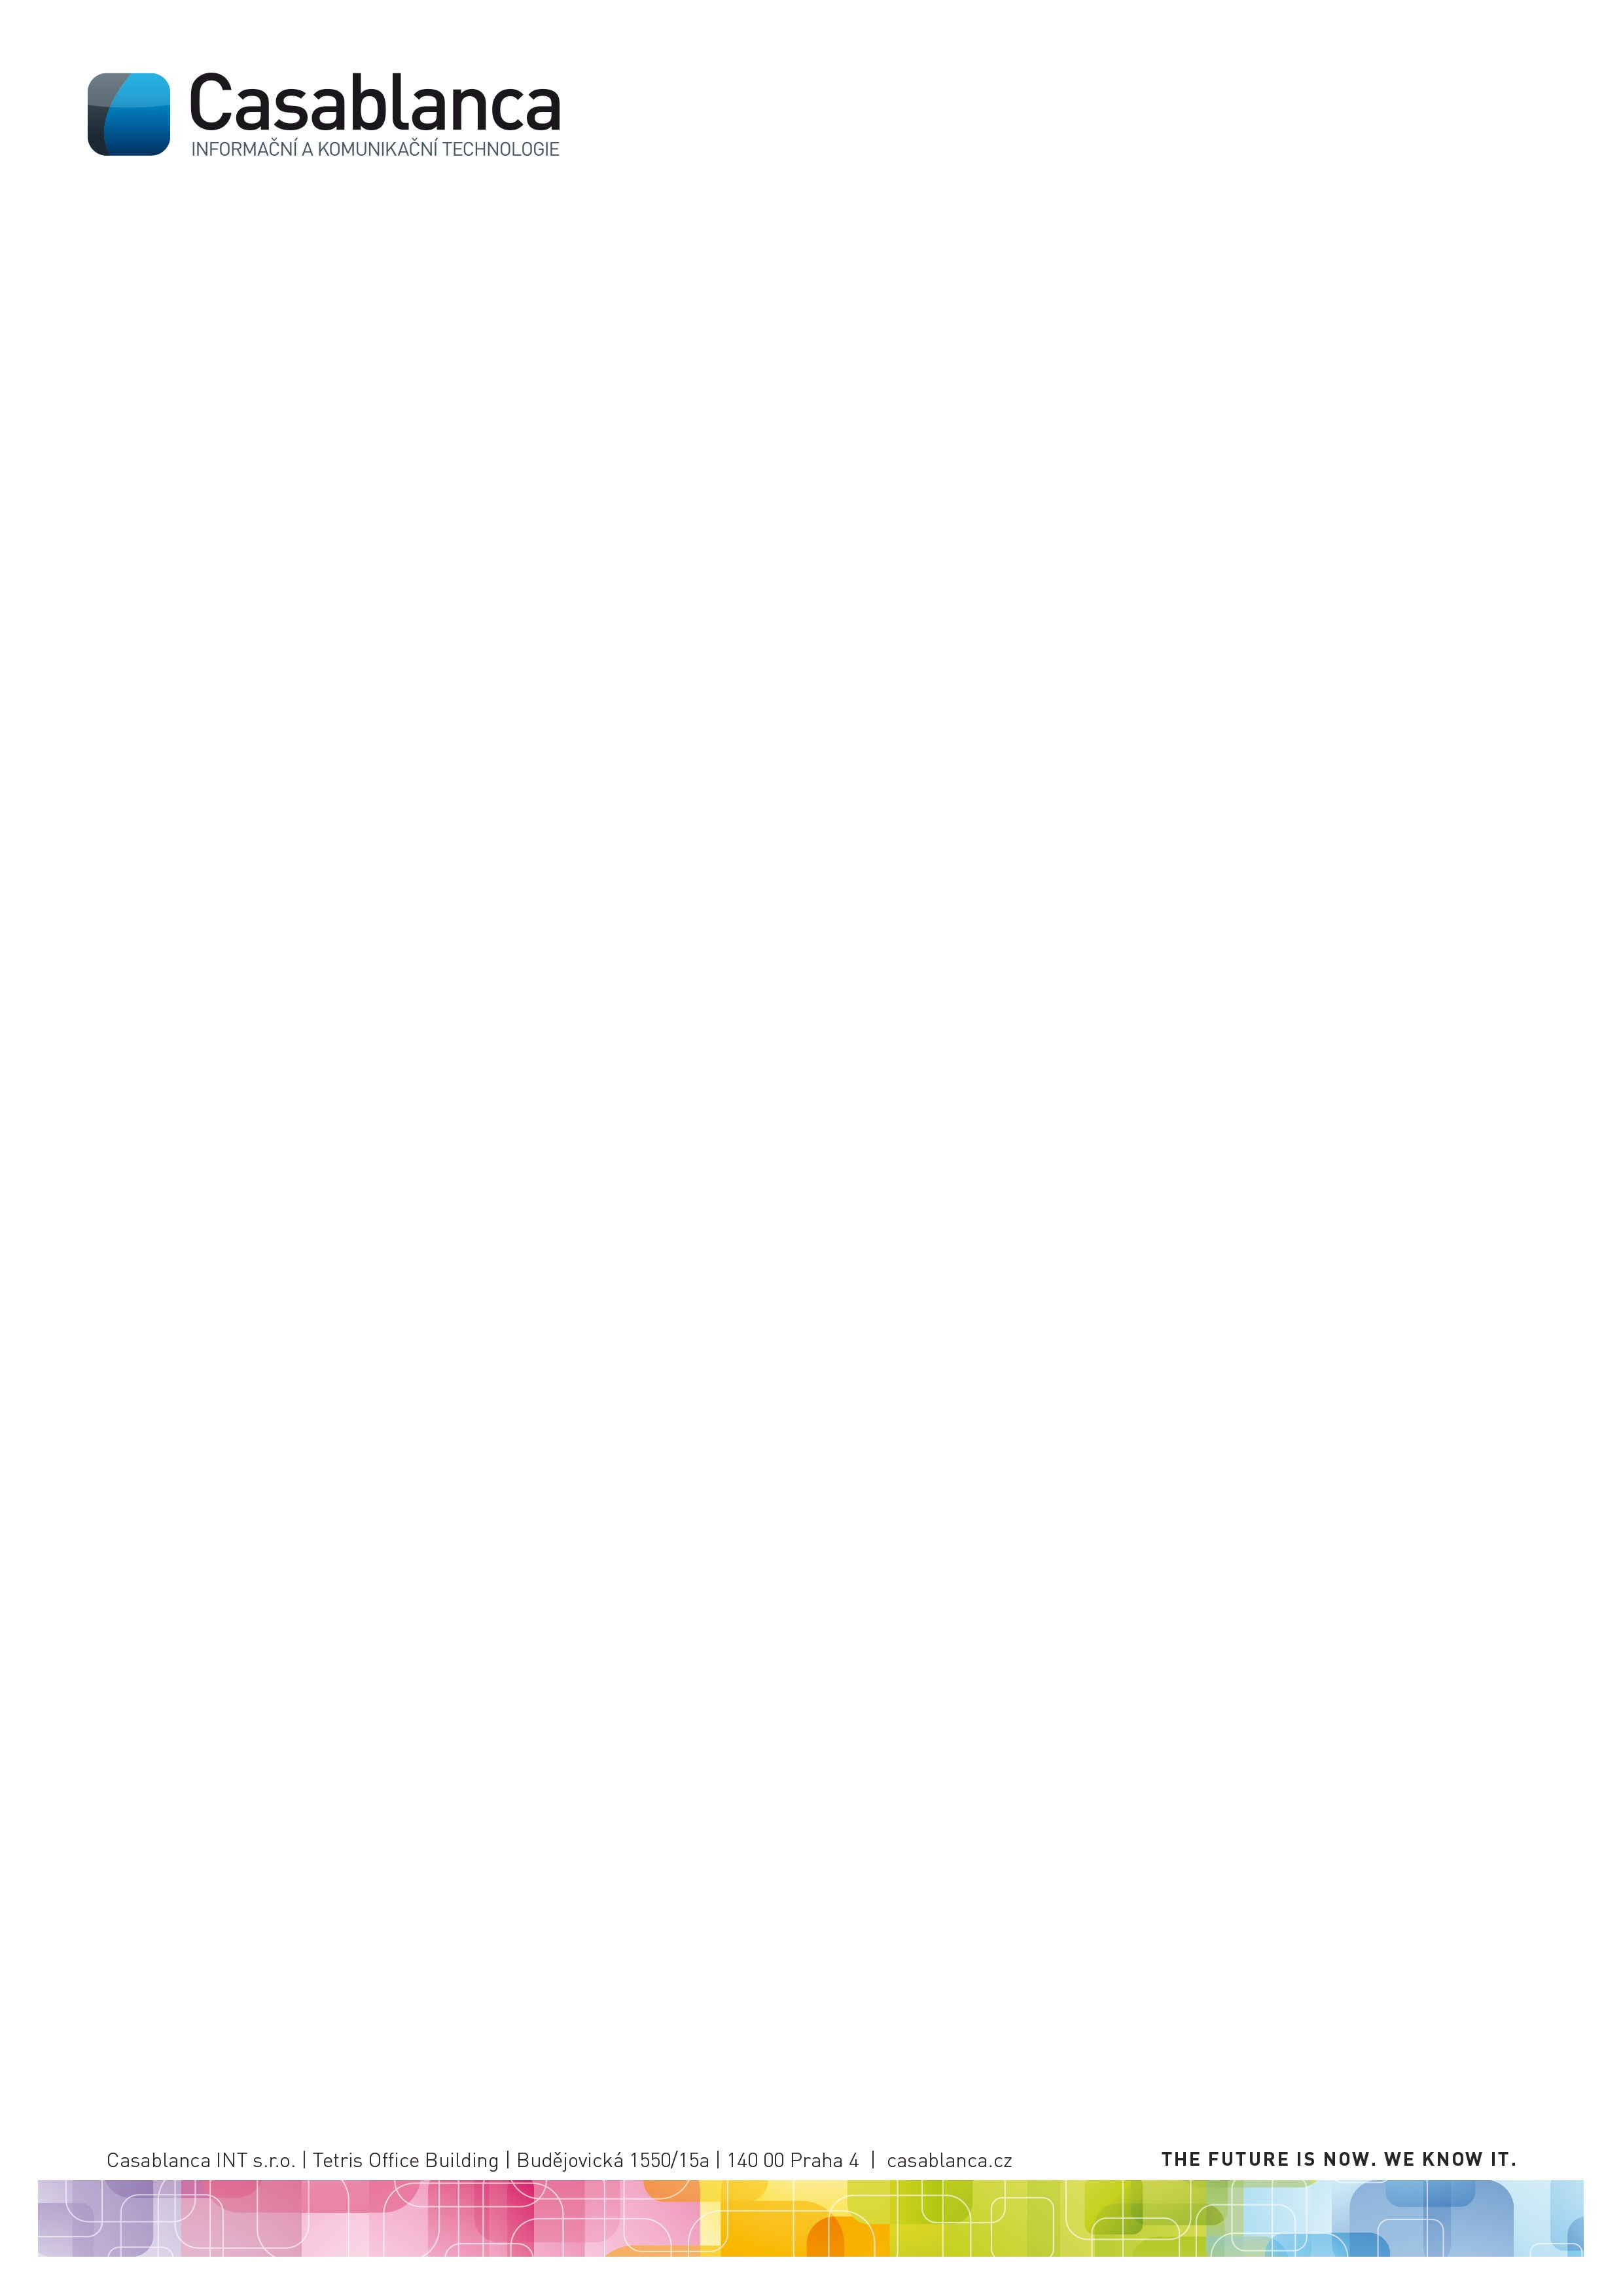 Casablanca
INFORMAČNÍ A KOMUNIKAČNÍ TECHNOLOGIE
Casablanca INT s.r.o. | Tetris Office Building | Budějovická 1550/15a | 140 00 Praha 4 | casablanca.cz
THE FUTURE IS NOW. WE KNOW IT.